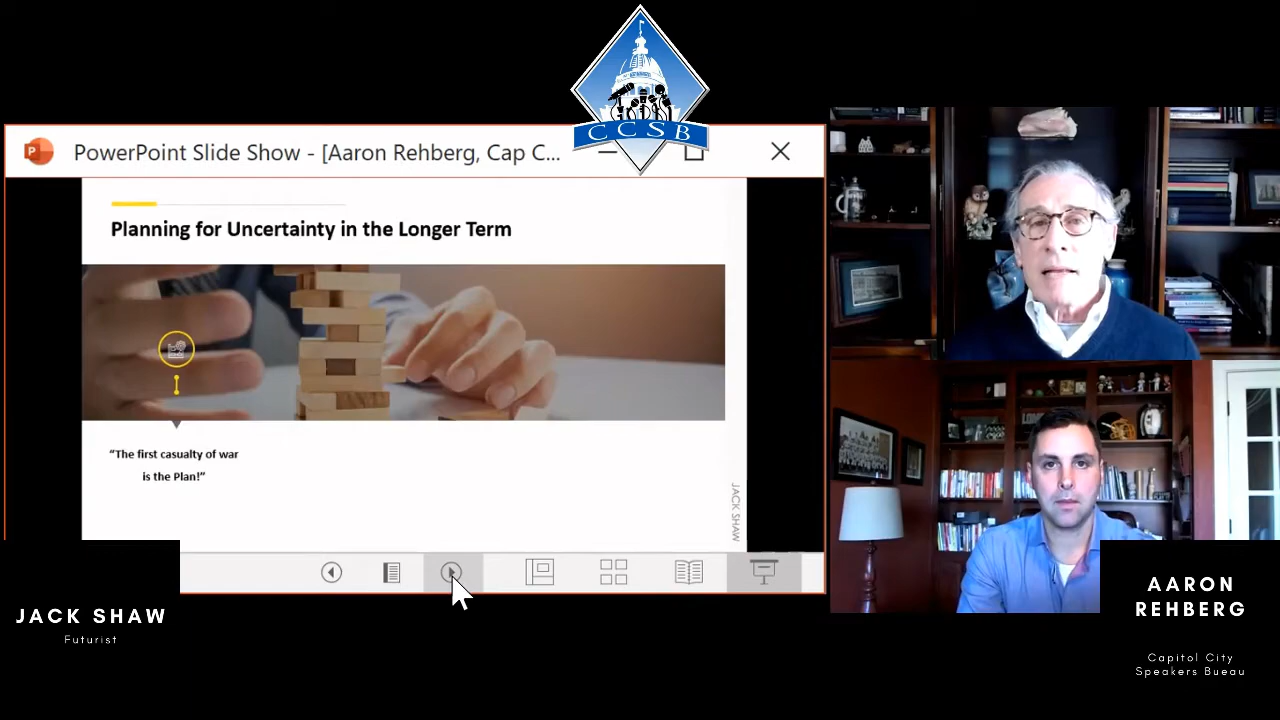 CCSB
PowerPoint Slide Show - [Aaron Rehberg, Cap C...
Planning for Uncertainty in the Longer Term
“The first casualty of war
is the Plan!”
JACK SHAW
JACK SHAW
Futurist
AARON
REHBERG
Capitol City
Speakers Bueau